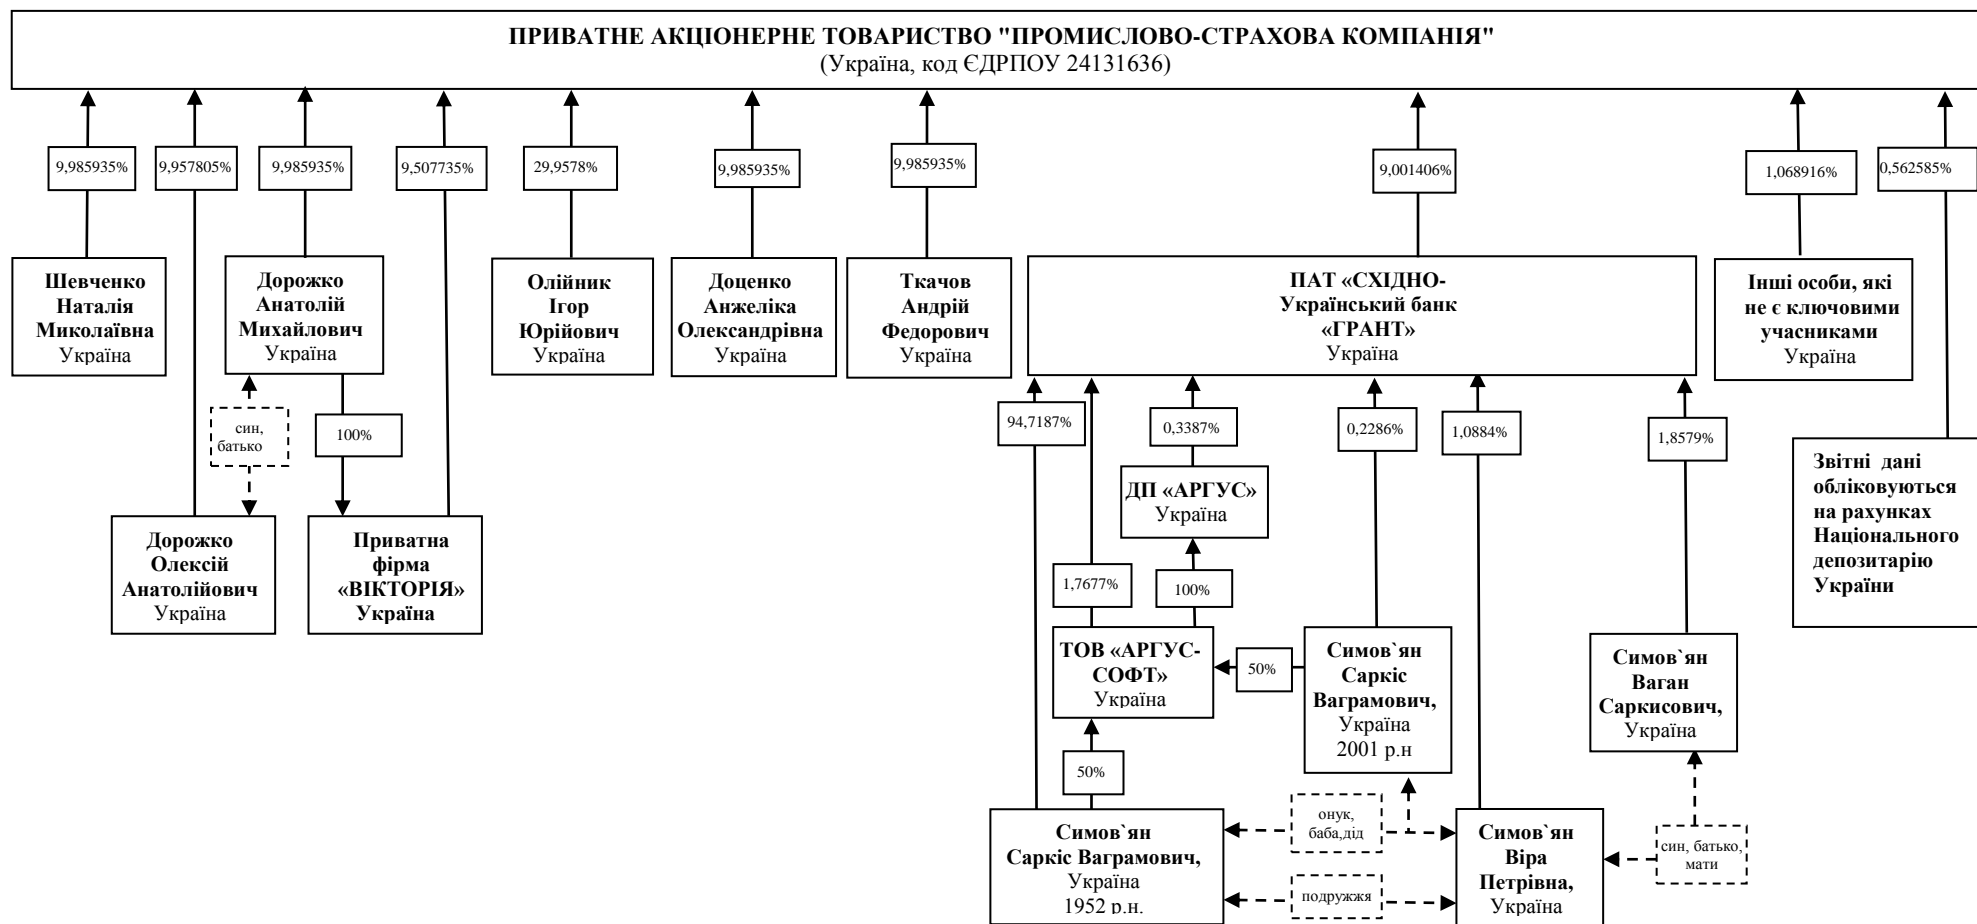 ПРИВАТНЕ АКЦІОНЕРНЕ ТОВАРИСТВО "ПРОМИСЛОВО-СТРАХОВА КОМПАНІЯ"
(Україна, код ЄДРПОУ 24131636)
9,985935%
9,957805%
9,985935%
9,507735%
29,9578%
9,985935%
9,985935%
9,001406%
1,068916%
0,562585%
Шевченко
Наталія
Миколаївна
Україна
Дорожко
Анатолій
Михайлович
Україна
Олійник
Ігор
Юрійович
Україна
Доценко
Анжеліка
Олександрівна
Україна
Ткачов
Андрій
Федорович
Україна
ПАТ «СХІДНО-
Український банк
«ГРАНТ»
Україна
Інші особи, які
не є ключовими
учасниками
Україна
син,
батько
100%
94,7187%
1,7677%
0,3387%
0,2286%
1,0884%
1,8579%
Звітні дані
обліковуються
на рахунках
Національного
депозитарію
України
ДП «АРГУС»
Україна
100%
Дорожко
Олексій
Анатолійович
Україна
Приватна
фірма
«ВІКТОРІЯ»
Україна
ТОВ «АРГУС-
СОФТ»
Україна
50%
Симов`ян
Саркіс
Ваграмович,
Україна
2001 р.н
Симов`ян
Ваган
Саркисович,
Україна
50%
Симов`ян
Саркіс Ваграмович,
Україна
1952 р.н.
онук,
баба,дід
подружжя
Симов`ян
Віра
Петрівна,
Україна
син, батько,
мати